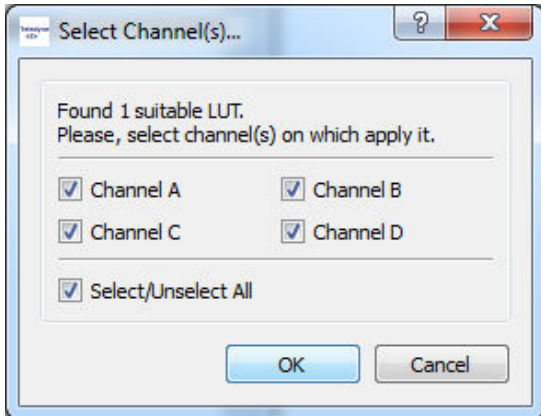 Select Channel(s)...
Found 1 suitable LUT.
Please, select channel(s) on which apply it.
Channel A
Channel B
Channel C
Channel D
Select/Unselect All
OK
Cancel